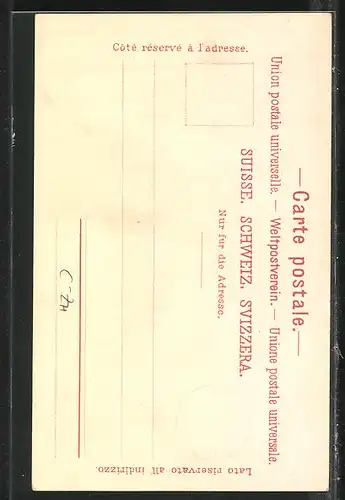 — Carte postale. —
Union postale universelle. — Weltpostverein. — Unione postale universale.
SUISSE. SCHWEIZ. SVIZZERA.
Nur für die Adresse.
Côté réservé à l'adresse.
Lato riservato all' indirizzo.